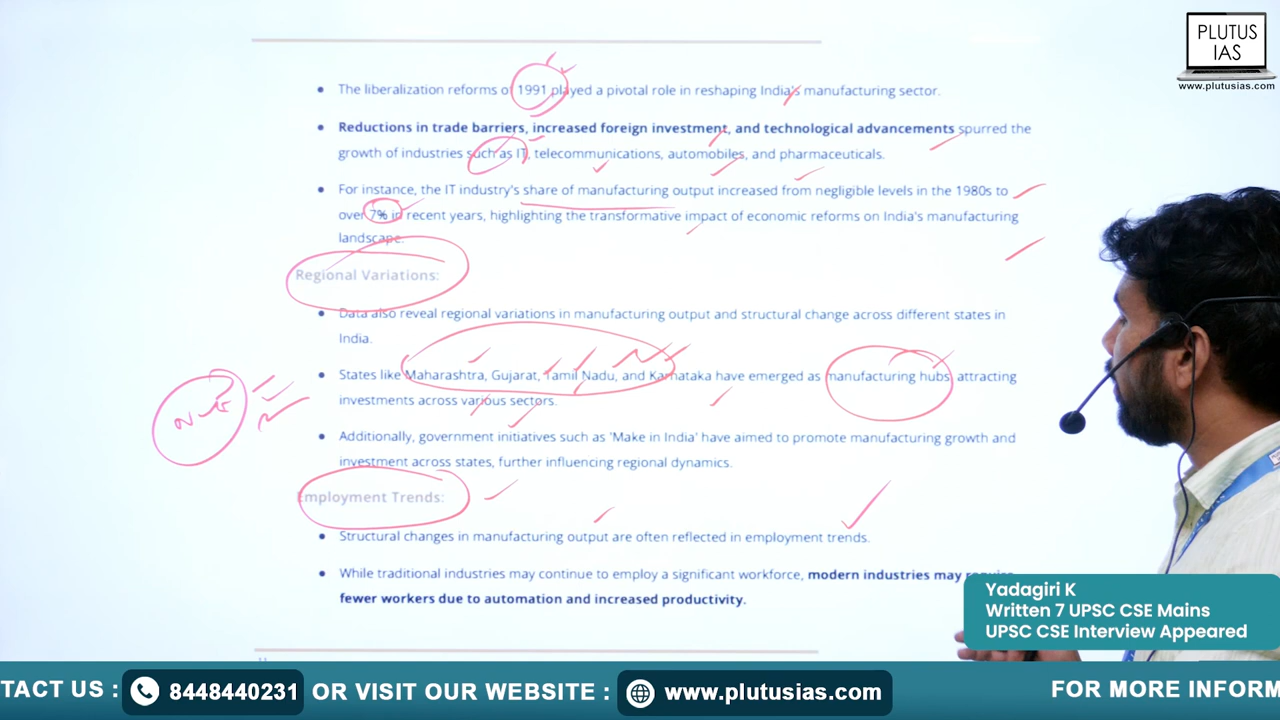 PLUTUS
IAS
www.plutusias.com
• The liberalization reforms of 1991 played a pivotal role in reshaping India's manufacturing sector.
• Reductions in trade barriers, increased foreign investment, and technological advancements spurred the
growth of industries such as IT, telecommunications, automobiles, and pharmaceuticals.
• For instance, the IT industry's share of manufacturing output increased from negligible levels in the 1980s to
over 7% in recent years, highlighting the transformative impact of economic reforms on India's manufacturing
landscape.
Regional Variations:
• Data also reveal regional variations in manufacturing output and structural change across different states in
India.
• States like Maharashtra, Gujarat, Tamil Nadu, and Karnataka have emerged as manufacturing hubs attracting
investments across various sectors.
• Additionally, government initiatives such as 'Make in India' have aimed to promote manufacturing growth and
investment across states, further influencing regional dynamics.
Employment Trends:
• Structural changes in manufacturing output are often reflected in employment trends.
• While traditional industries may continue to employ a significant workforce, modern industries may require
fewer workers due to automation and increased productivity.
Yadagiri K
Written 7 UPSC CSE Mains
UPSC CSE Interview Appeared
TACT US : 8448440231 OR VISIT OUR WEBSITE : www.plutusias.com FOR MORE INFORM